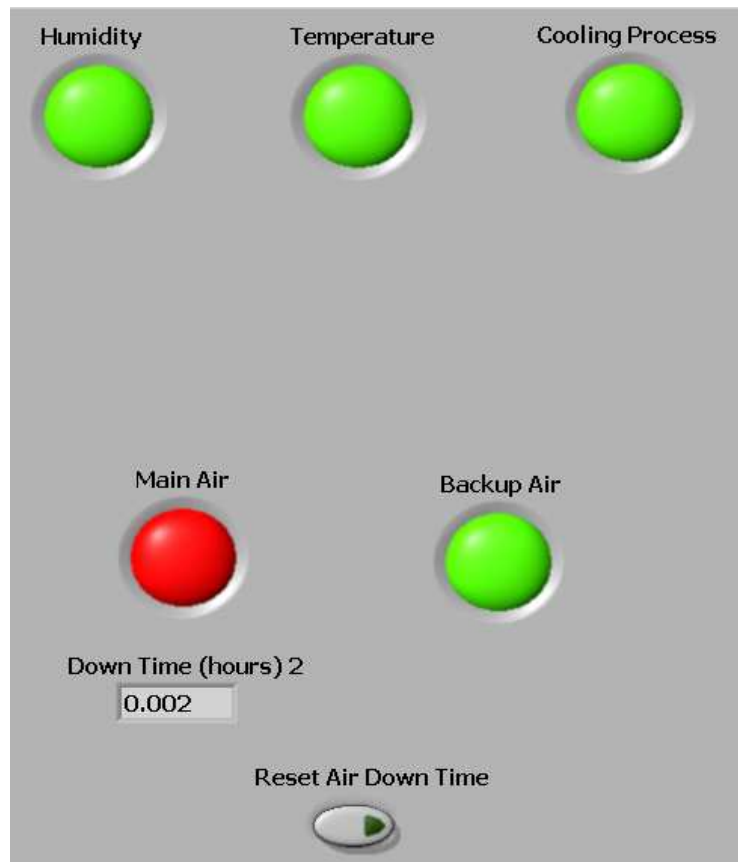 Humidity
Temperature
Cooling Process
Main Air
Backup Air
Down Time (hours) 2
0.002
Reset Air Down Time